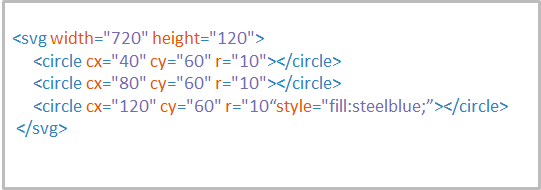 <svg width="720" height="120">
<circle cx="40" cy="60" r="10"></circle>
<circle cx="80" cy="60" r="10"></circle>
<circle cx="120" cy="60" r="10“style="fill:steelblue;”></circle>
</svg>